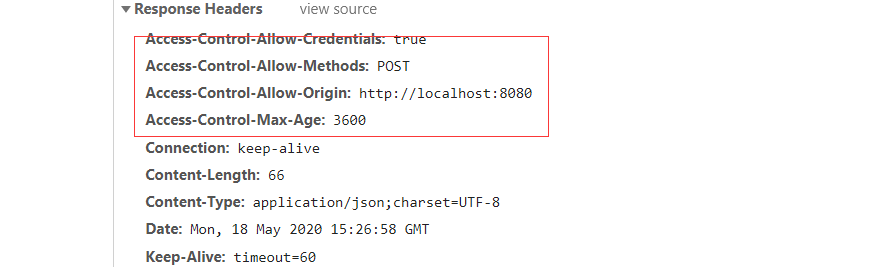 Response Headers view source
Access-Control-Allow-Credentials: true
Access-Control-Allow-Methods: POST
Access-Control-Allow-Origin: http://localhost:8080
Access-Control-Max-Age: 3600
Connection: keep-alive
Content-Length: 66
Content-Type: application/json;charset=UTF-8
Date: Mon, 18 May 2020 15:26:58 GMT
Keep-Alive: timeout=60